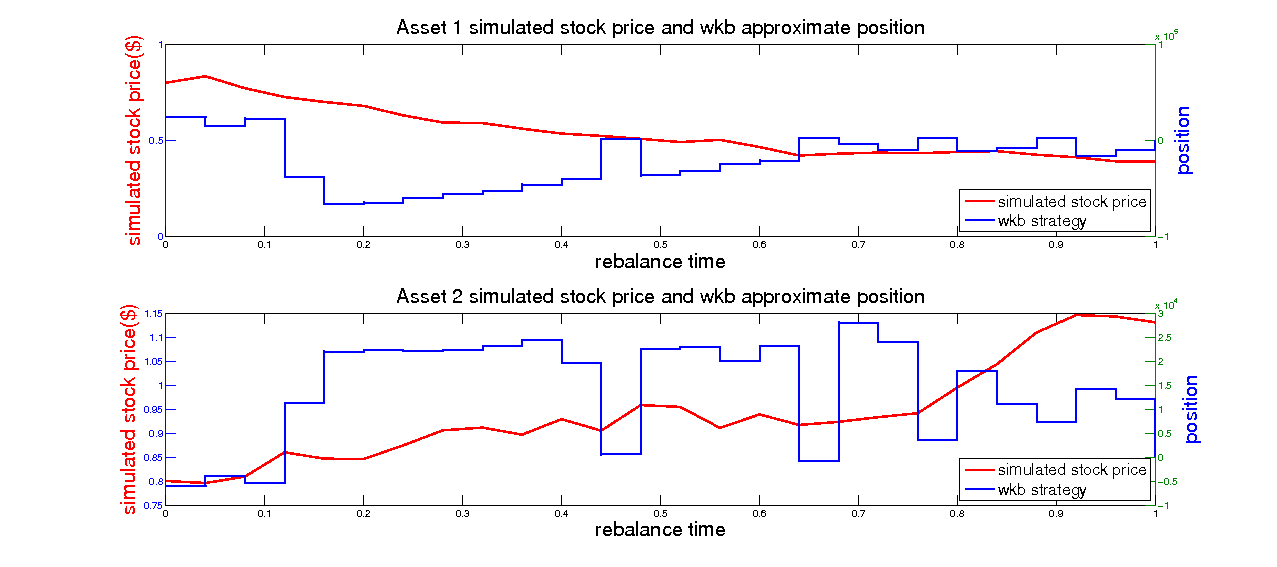 Asset 1 simulated stock price and wkb approximate position
x 10^5
simulated stock price($)
1
0.5
0
1
0
-1
position
simulated stock price
wkb strategy
0 0.1 0.2 0.3 0.4 0.5 0.6 0.7 0.8 0.9 1
rebalance time
Asset 2 simulated stock price and wkb approximate position
x 10^4
simulated stock price($)
1.15
1.1
1.05
1
0.95
0.9
0.85
0.8
0.75
3
2.5
2
1.5
1
0.5
0
-0.5
-1
position
simulated stock price
wkb strategy
0 0.1 0.2 0.3 0.4 0.5 0.6 0.7 0.8 0.9 1
rebalance time